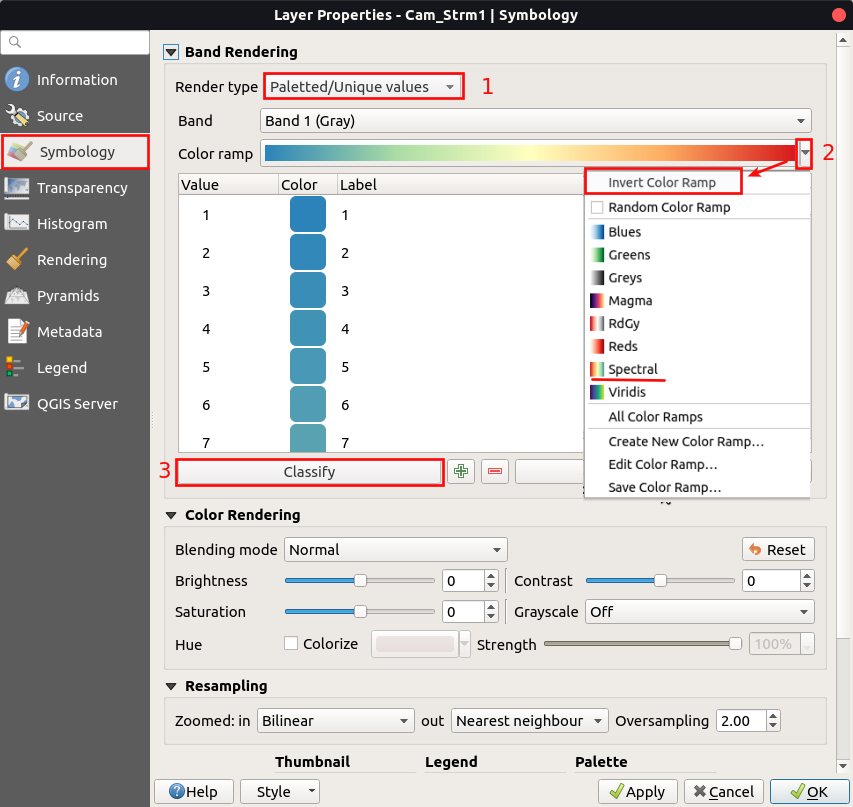 Layer Properties - Cam_Strm1 | Symbology
Information
Source
Symbology
Transparency
Histogram
Rendering
Pyramids
Metadata
Legend
QGIS Server
Band Rendering
Render type Paletted/Unique values 1
Band Band 1 (Gray)
Color ramp 2
Value Color Label
1 1
2 2
3 3
4 4
5 5
6 6
7 7
Invert Color Ramp
Random Color Ramp
Blues
Greens
Greys
Magma
RdGy
Reds
Spectral
Viridis
All Color Ramps
Create New Color Ramp...
Edit Color Ramp...
Save Color Ramp...
3 Classify
Color Rendering
Blending mode Normal Reset
Brightness 0 Contrast 0
Saturation 0 Grayscale Off
Hue Colorize Strength 100%
Resampling
Zoomed: in Bilinear out Nearest neighbour Oversampling 2.00
Thumbnail Legend Palette
Help Style Apply Cancel OK